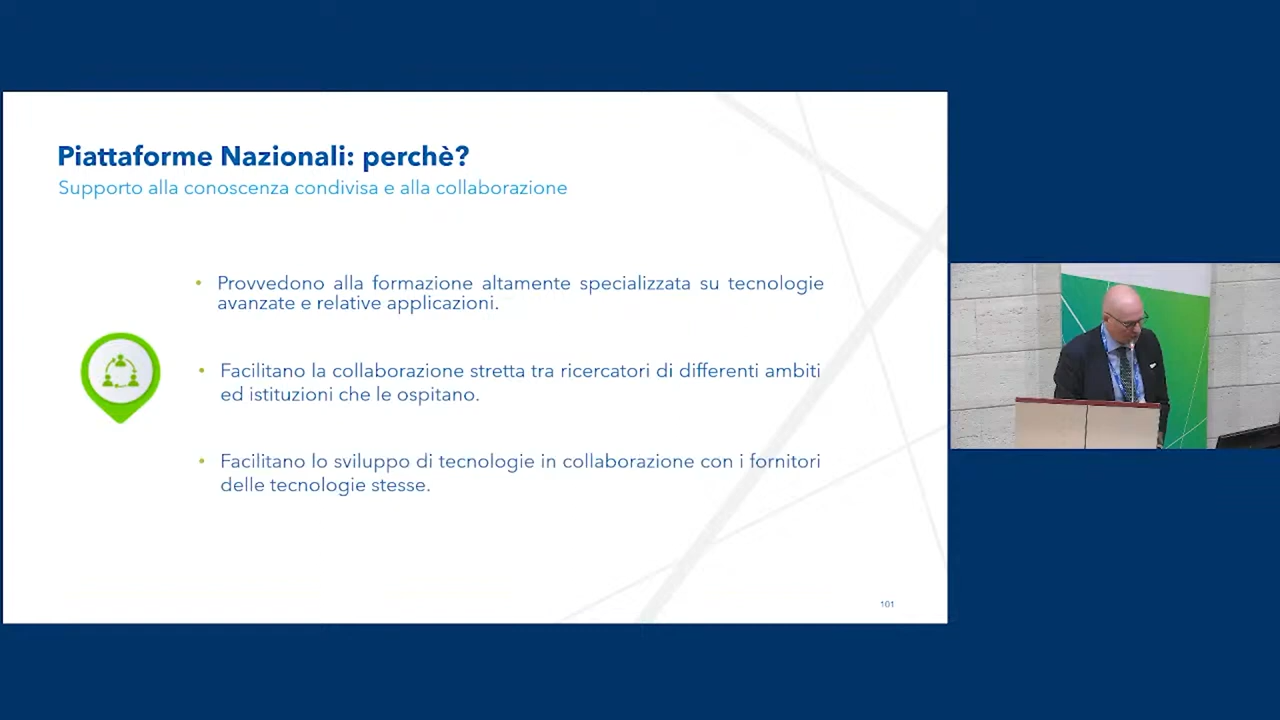 Piattaforme Nazionali: perchè?
Supporto alla conoscenza condivisa e alla collaborazione
• Provvedono alla formazione altamente specializzata su tecnologie
avanzate e relative applicazioni.
• Facilitano la collaborazione stretta tra ricercatori di differenti ambiti
ed istituzioni che le ospitano.
• Facilitano lo sviluppo di tecnologie in collaborazione con i fornitori
delle tecnologie stesse.
101